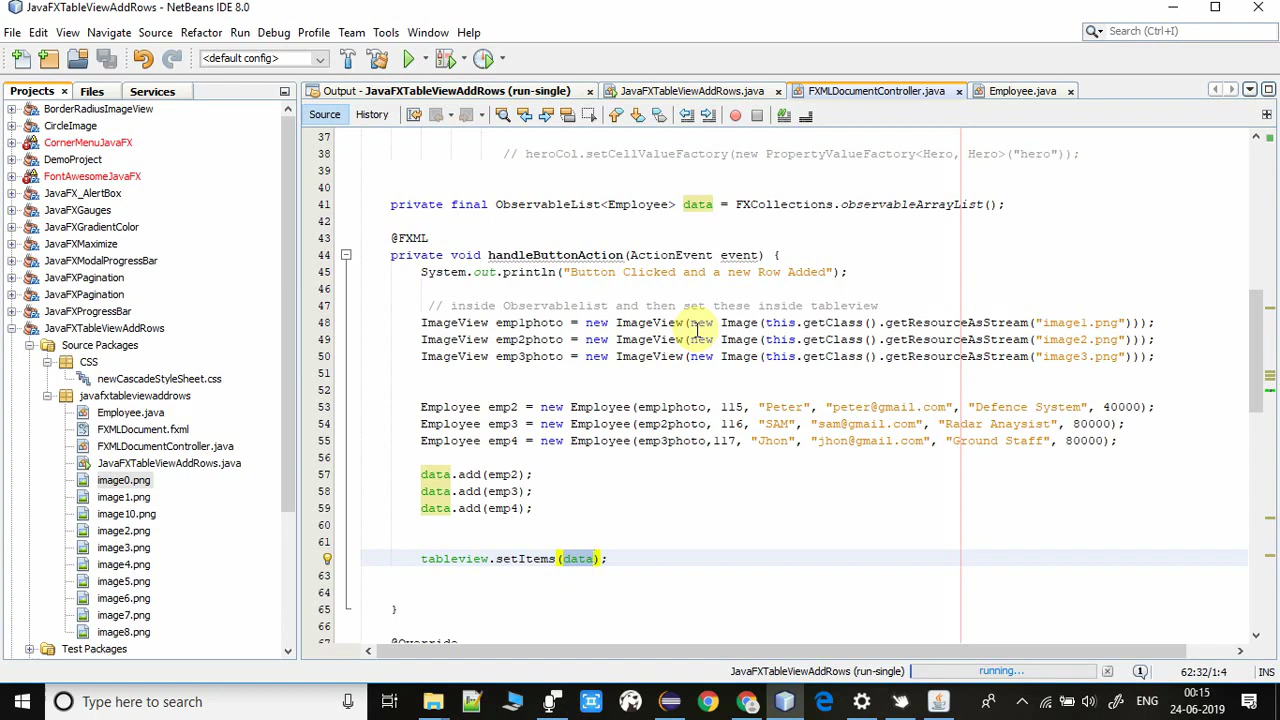 JavaFXTableViewAddRows - NetBeans IDE 8.0
File Edit View Navigate Source Refactor Run Debug Profile Team Tools Window Help
Search (Ctrl+I)
<default config>
Projects Files Services
Output - JavaFXTableViewAddRows (run-single) JavaFXTableViewAddRows.java FXMLDocumentController.java Employee.java
Source History
BorderRadiusImageView
CircleImage
CornerMenuJavaFX
DemoProject
FontAwesomeJavaFX
JavaFX_AlertBox
JavaFXGauges
JavaFXGradientColor
JavaFXMaximize
JavaFXModalProgressBar
JavaFXPagination
JavaFXPagination
JavaFXProgressBar
JavaFXTableViewAddRows
Source Packages
CSS
newCascadeStyleSheet.css
javafxtableviewaddrows
Employee.java
FXMLDocument.fxml
FXMLDocumentController.java
JavaFXTableViewAddRows.java
image0.png
image1.png
image10.png
image2.png
image3.png
image4.png
image5.png
image6.png
image7.png
image8.png
Test Packages
37
38 // heroCol.setCellValueFactory(new PropertyValueFactory<Hero, Hero>("hero"));
39
40
41 private final ObservableList<Employee> data = FXCollections.observableArrayList();
42
43 @FXML
44 private void handleButtonAction(ActionEvent event) {
45 System.out.println("Button Clicked and a new Row Added");
46
47 // inside Observablelist and then set these inside tableview
48 ImageView emp1photo = new ImageView(new Image(this.getClass().getResourceAsStream("image1.png")));
49 ImageView emp2photo = new ImageView(new Image(this.getClass().getResourceAsStream("image2.png")));
50 ImageView emp3photo = new ImageView(new Image(this.getClass().getResourceAsStream("image3.png")));
51
52
53 Employee emp2 = new Employee(emp1photo, 115, "Peter", "peter@gmail.com", "Defence System", 40000);
54 Employee emp3 = new Employee(emp2photo, 116, "SAM", "sam@gmail.com", "Radar Anaysist", 80000);
55 Employee emp4 = new Employee(emp3photo,117, "Jhon", "jhon@gmail.com", "Ground Staff", 80000);
56
57 data.add(emp2);
58 data.add(emp3);
59 data.add(emp4);
60
61
tableview.setItems(data);
63
64
65 }
66
67 @Override
JavaFXTableViewAddRows (run-single) running... 1 62:32/1:4 INS
Type here to search
ENG
00:15
24-06-2019